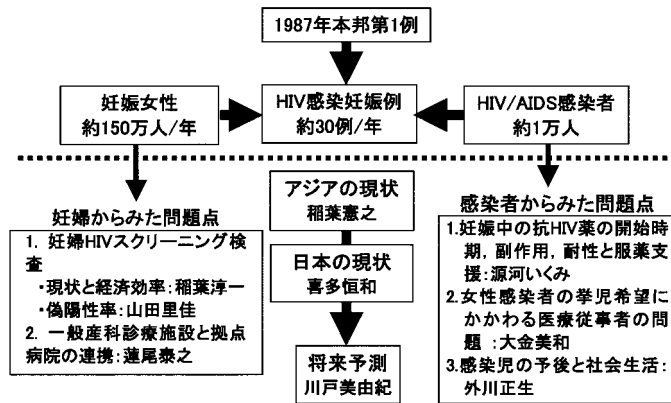 1987年本邦第1例
妊娠女性
約150万人/年
HIV感染妊娠例
約30例/年
HIV/AIDS感染者
約1万人
妊婦からみた問題点
1. 妊婦HIVスクリーニング検
査
・現状と経済効率:稲葉淳一
・偽陽性率:山田里佳
2. 一般産科診療施設と拠点
病院の連携:蓮尾泰之
アジアの現状
稲葉憲之
日本の現状
喜多恒和
将来予測
川戸美由紀
感染者からみた問題点
1.妊娠中の抗HIV薬の開始時
期,副作用,耐性と服薬支
援:源河いくみ
2.女性感染者の挙児希望に
かかわる医療従事者の問
題:大金美和
3.感染児の予後と社会生活:
外川正生